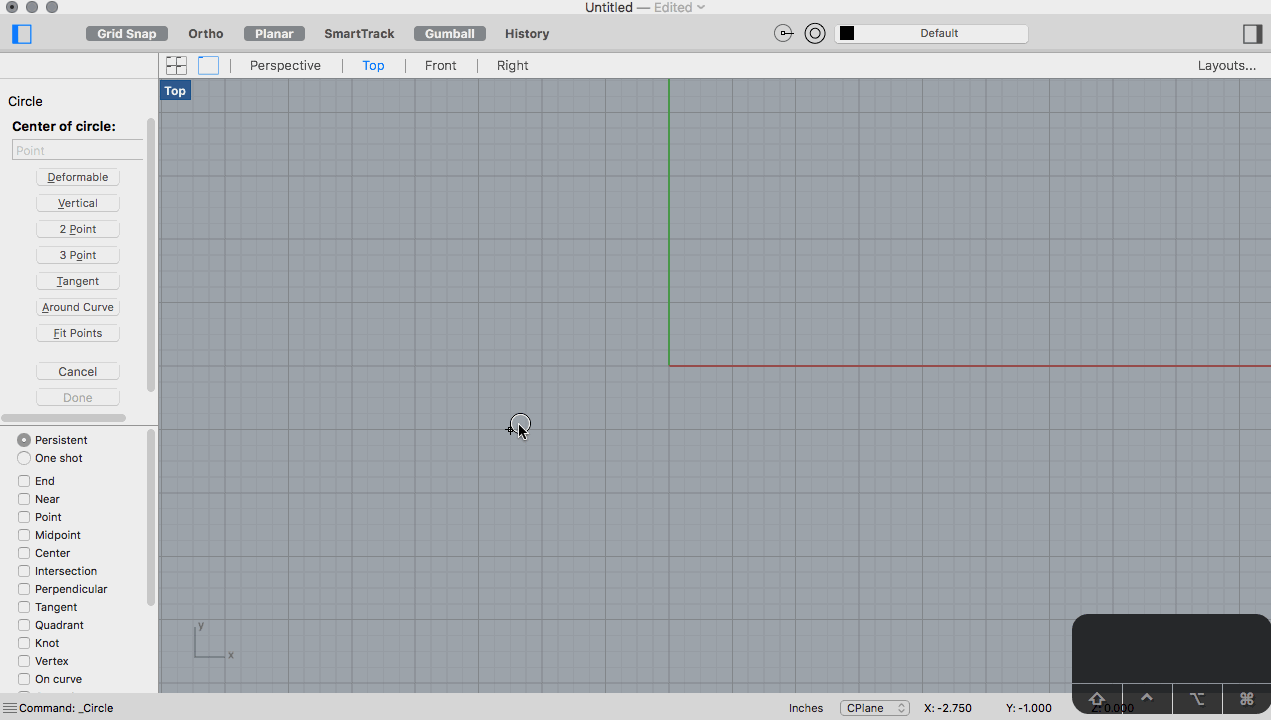 Untitled — Edited
Grid Snap Ortho Planar SmartTrack Gumball History Default
Perspective Top Front Right Layouts...
Top
Circle
Center of circle:
Point
Deformable
Vertical
2 Point
3 Point
Tangent
Around Curve
Fit Points
Cancel
Done
Persistent
One shot
End
Near
Point
Midpoint
Center
Intersection
Perpendicular
Tangent
Quadrant
Knot
Vertex
On curve
y
x
Command: _Circle Inches CPlane X: -2.750 Y: -1.000 Z: 0.000